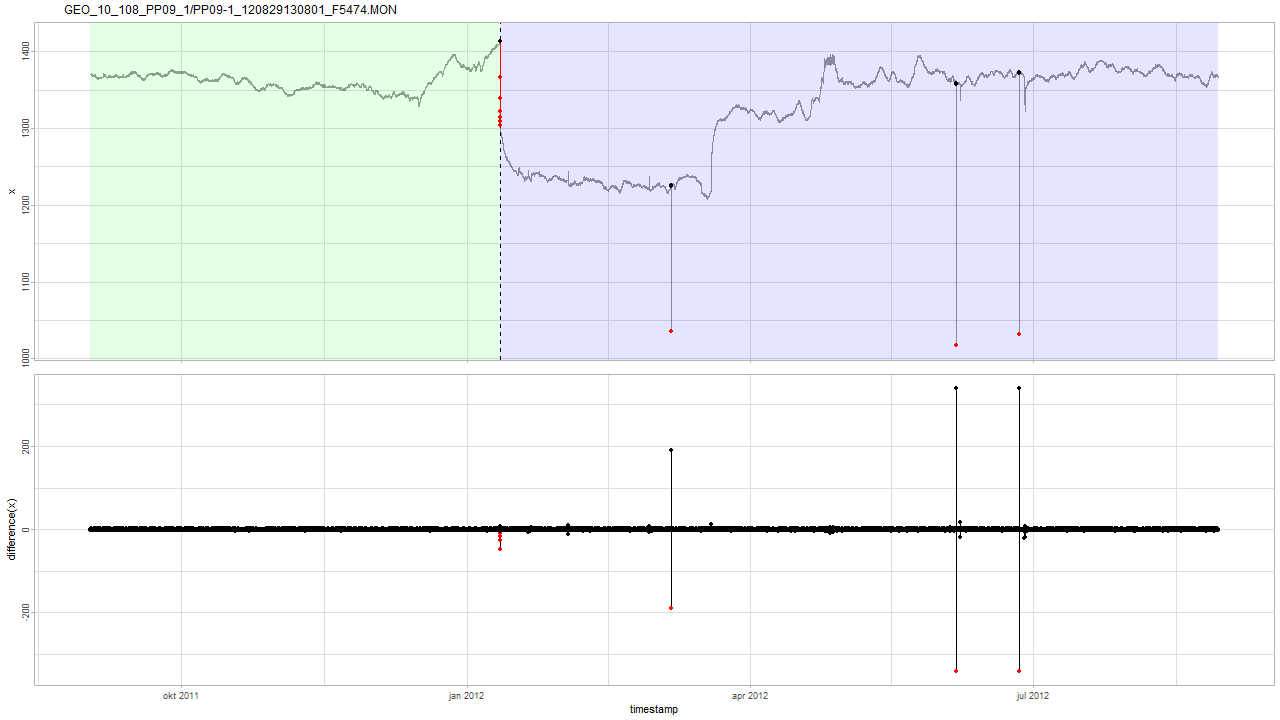 GEO_10_108_PP09_1/PP09-1_120829130801_F5474.MON
x
1400
1300
1200
1100
1000
difference(x)
200
0
-200
okt 2011
jan 2012
apr 2012
jul 2012
timestamp